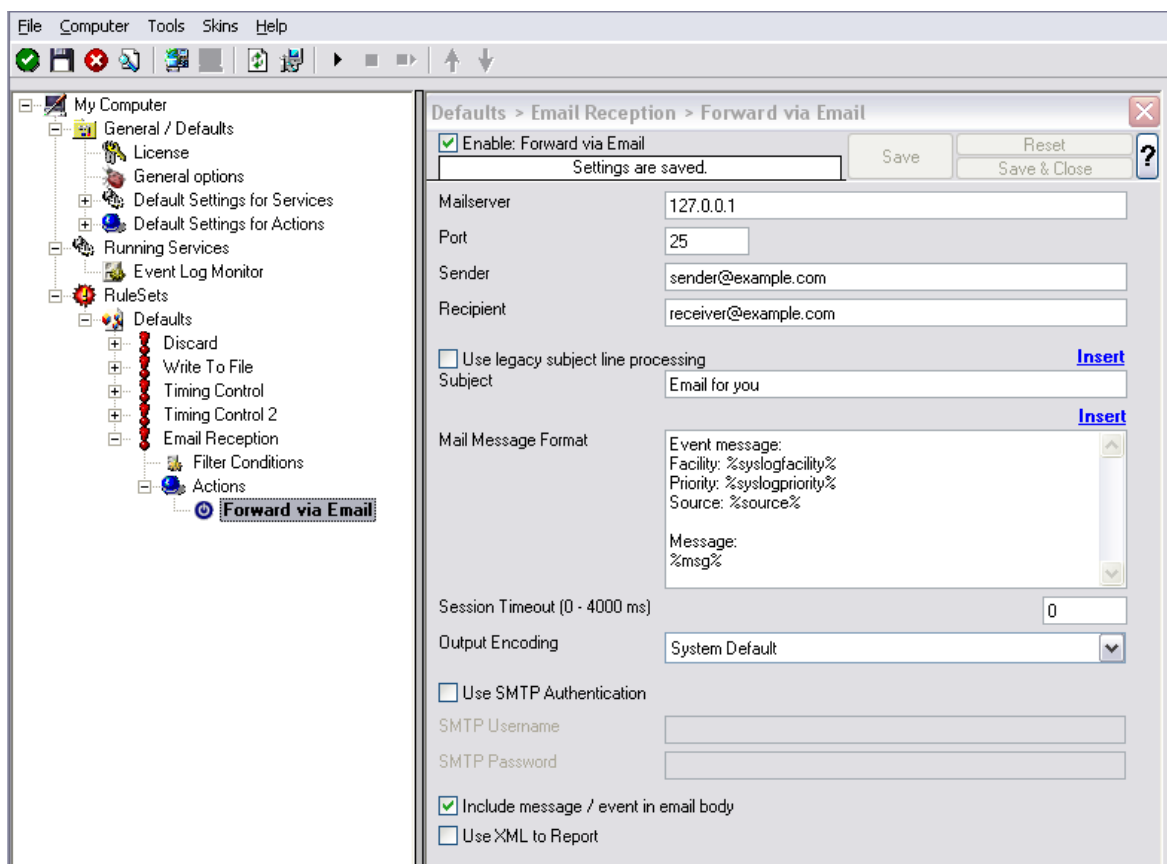 File Computer Tools Skins Help
My Computer
General / Defaults
License
General options
Default Settings for Services
Default Settings for Actions
Running Services
Event Log Monitor
RuleSets
Defaults
Discard
Write To File
Timing Control
Timing Control 2
Email Reception
Filter Conditions
Actions
Forward via Email
Defaults > Email Reception > Forward via Email
Enable: Forward via Email
Settings are saved.
Save
Reset
Save & Close
?
Mailserver 127.0.0.1
Port 25
Sender sender@example.com
Recipient receiver@example.com
Use legacy subject line processing Insert
Subject Email for you
Insert
Mail Message Format
Event message:
Facility: %syslogfacility%
Priority: %syslogpriority%
Source: %source%
Message:
%msg%
Session Timeout (0 - 4000 ms) 0
Output Encoding System Default
Use SMTP Authentication
SMTP Username
SMTP Password
Include message / event in email body
Use XML to Report